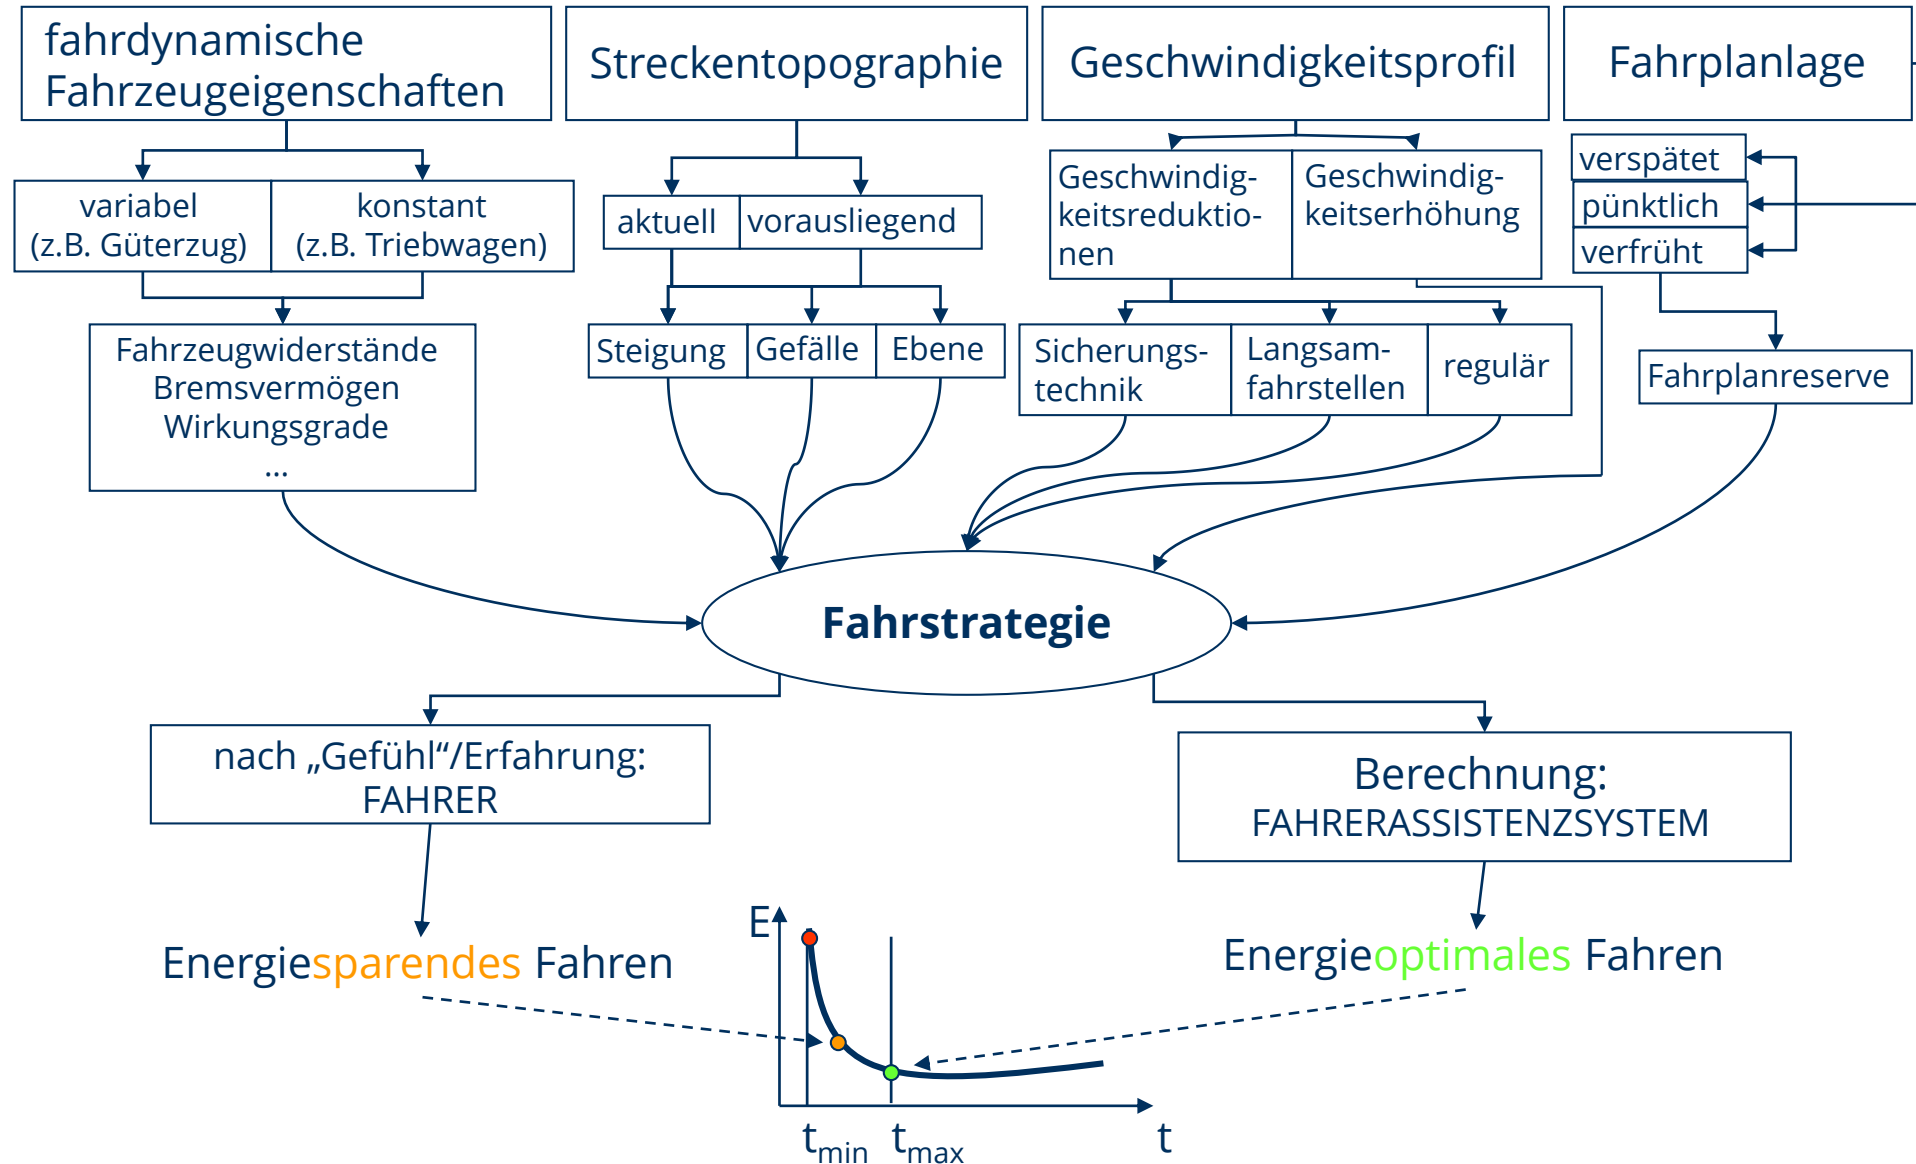 fahrdynamische
Fahrzeugeigenschaften
Streckentopographie
Geschwindigkeitsprofil
Fahrplanlage
variabel
(z.B. Güterzug)
konstant
(z.B. Triebwagen)
aktuell
vorausliegend
Geschwindig-
keitsreduktio-
nen
Geschwindig-
keitserhöhung
verspätet
pünktlich
verfrüht
Fahrzeugwiderstände
Bremsvermögen
Wirkungsgrade
...
Steigung
Gefälle
Ebene
Sicherungs-
technik
Langsam-
fahrstellen
regulär
Fahrplanreserve
Fahrstrategie
nach „Gefühl“/Erfahrung:
FAHRER
Berechnung:
FAHRERASSISTENZSYSTEM
Energiesparendes Fahren
Energieoptimales Fahren
E
tmin
tmax
t